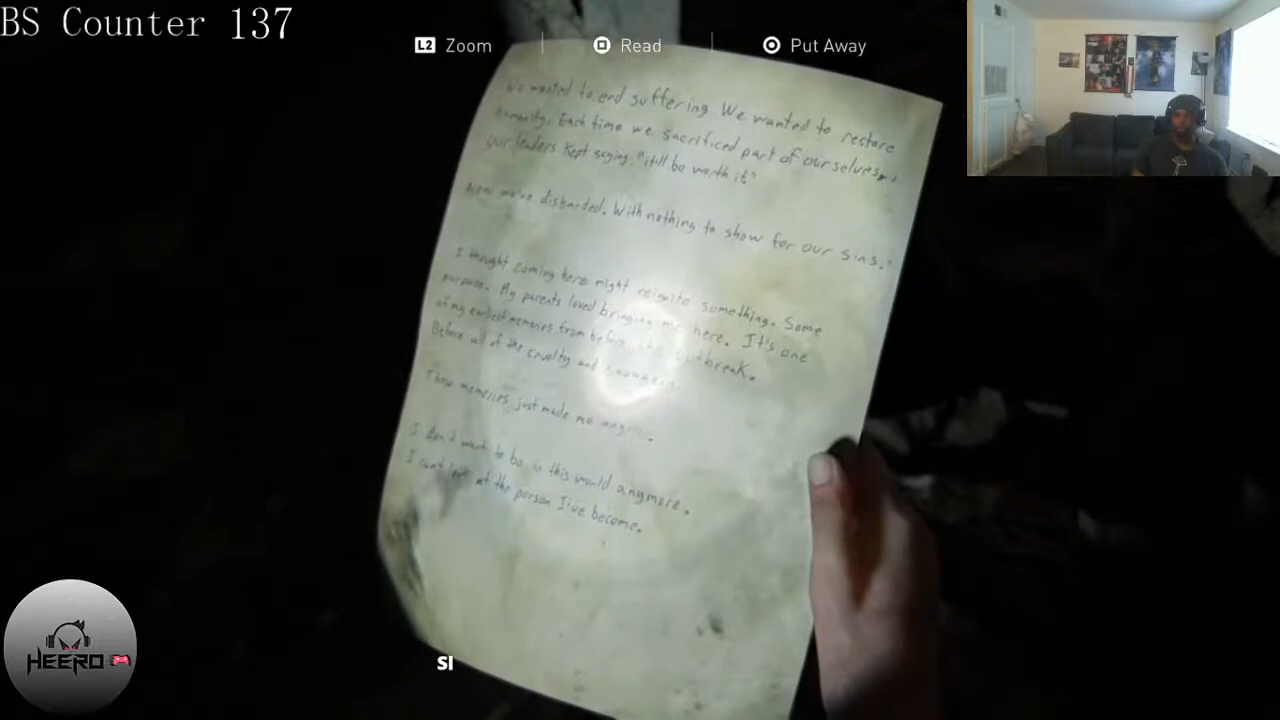 BS Counter 137
L2 Zoom
Read
Put Away
We wanted to end suffering We wanted to restore
humanity. Each time we sacrificed part of ourselves,
our leaders kept saying "it'll be worth it."
Now we've disbanded. With nothing to show for our sins.
I thought coming here might reignite something. Some
purpose. My parents loved bringing me here. It's one
of my earliest memories from before the outbreak.
Before all of the cruelty and
Those memories just made me
I don't want to be in this world anymore.
I can't look at the person I've become.
SI
HEERO